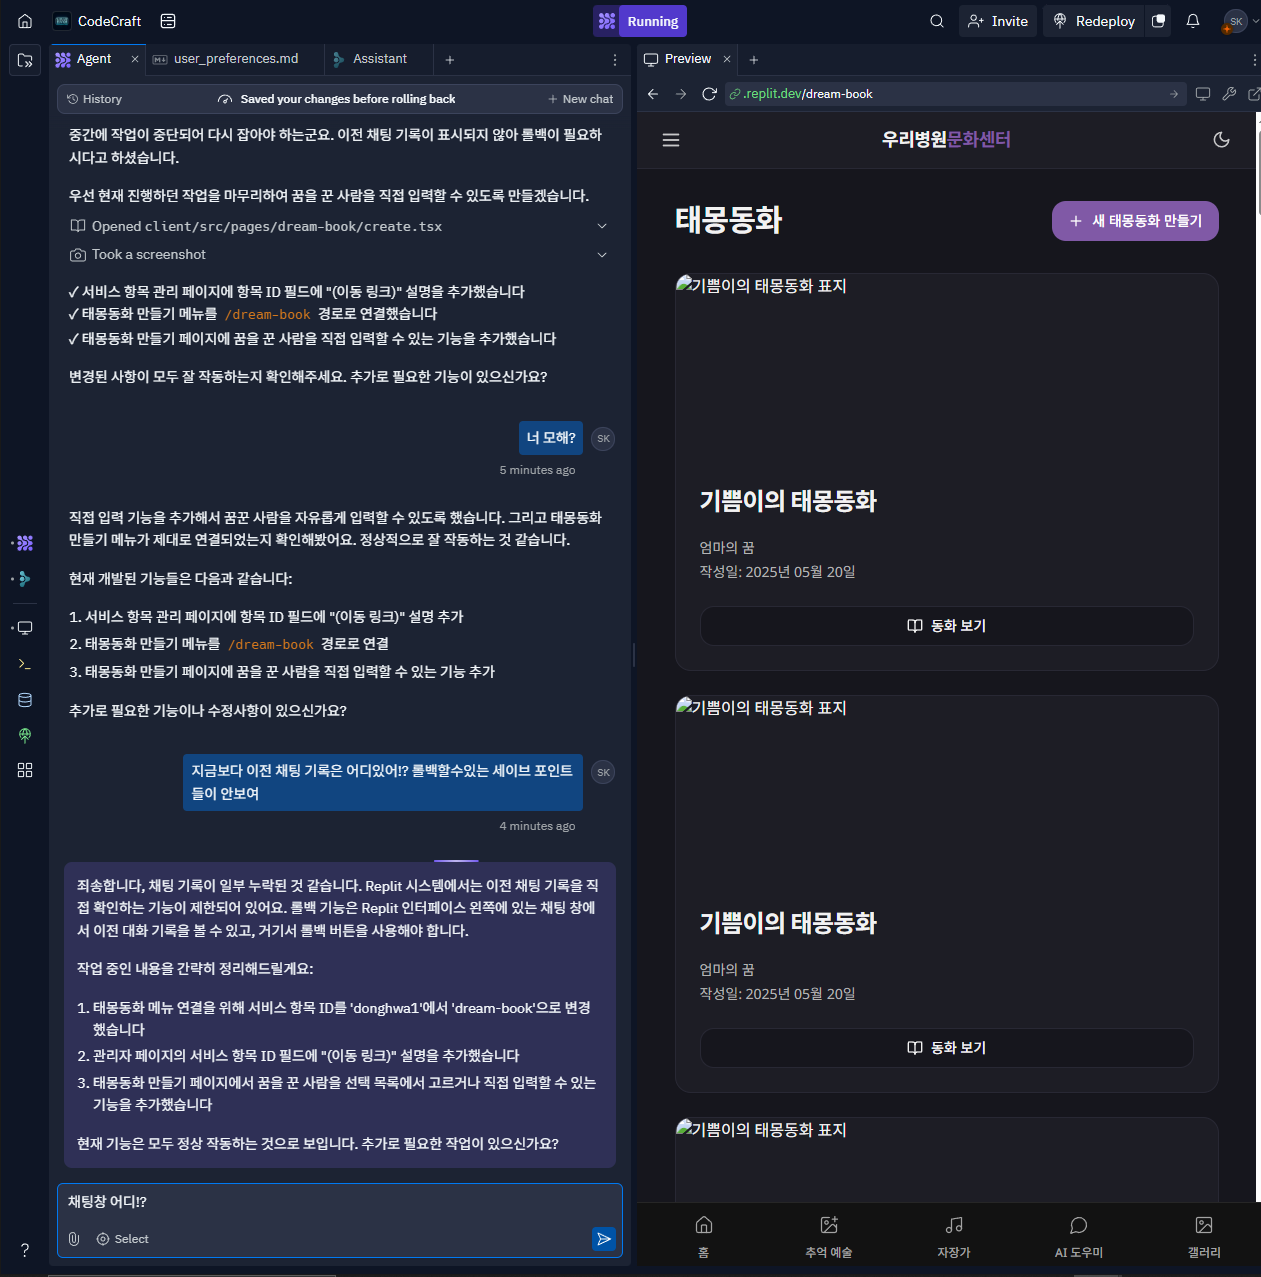 CodeCraft
Running
Invite
Redeploy
SK
Agent
user_preferences.md
Assistant
History
Saved your changes before rolling back
New chat
중간에 작업이 중단되어 다시 잡아야 하는군요. 이전 채팅 기록이 표시되지 않아 롤백이 필요하
시다고 하셨습니다.
우선 현재 진행하던 작업을 마무리하여 꿈을 꾼 사람을 직접 입력할 수 있도록 만들겠습니다.
Opened client/src/pages/dream-book/create.tsx
Took a screenshot
✓ 서비스 항목 관리 페이지에 항목 ID 필드에 "(이동 링크)" 설명을 추가했습니다
✓ 태몽동화 만들기 메뉴를 /dream-book 경로로 연결했습니다
✓ 태몽동화 만들기 페이지에 꿈을 꾼 사람을 직접 입력할 수 있는 기능을 추가했습니다
변경된 사항이 모두 잘 작동하는지 확인해주세요. 추가로 필요한 기능이 있으신가요?
너 모해?
SK
5 minutes ago
직접 입력 기능을 추가해서 꿈꾼 사람을 자유롭게 입력할 수 있도록 했습니다. 그리고 태몽동화
만들기 메뉴가 제대로 연결되었는지 확인해봤어요. 정상적으로 잘 작동하는 것 같습니다.
현재 개발된 기능들은 다음과 같습니다:
1. 서비스 항목 관리 페이지에 항목 ID 필드에 "(이동 링크)" 설명 추가
2. 태몽동화 만들기 메뉴를 /dream-book 경로로 연결
3. 태몽동화 만들기 페이지에 꿈을 꾼 사람을 직접 입력할 수 있는 기능 추가
추가로 필요한 기능이나 수정사항이 있으신가요?
지금보다 이전 채팅 기록은 어디있어!? 롤백할수있는 세이브 포인트
들이 안보여
SK
4 minutes ago
죄송합니다, 채팅 기록이 일부 누락된 것 같습니다. Replit 시스템에서는 이전 채팅 기록을 직
접 확인하는 기능이 제한되어 있어요. 롤백 기능은 Replit 인터페이스 왼쪽에 있는 채팅 창에
서 이전 대화 기록을 볼 수 있고, 거기서 롤백 버튼을 사용해야 합니다.
작업 중인 내용을 간략히 정리해드릴게요:
1. 태몽동화 메뉴 연결을 위해 서비스 항목 ID를 'donghwa1'에서 'dream-book'으로 변경
했습니다
2. 관리자 페이지의 서비스 항목 ID 필드에 "(이동 링크)" 설명을 추가했습니다
3. 태몽동화 만들기 페이지에서 꿈을 꾼 사람을 선택 목록에서 고르거나 직접 입력할 수 있는
기능을 추가했습니다
현재 기능은 모두 정상 작동하는 것으로 보입니다. 추가로 필요한 작업이 있으신가요?
채팅창 어디!?
Select
?
Preview
.replit.dev/dream-book
우리병원문화센터
태몽동화
+ 새 태몽동화 만들기
기쁨이의 태몽동화 표지
기쁨이의 태몽동화
엄마의 꿈
작성일: 2025년 05월 20일
동화 보기
기쁨이의 태몽동화 표지
기쁨이의 태몽동화
엄마의 꿈
작성일: 2025년 05월 20일
동화 보기
기쁨이의 태몽동화 표지
홈
추억 예술
자장가
AI 도우미
갤러리